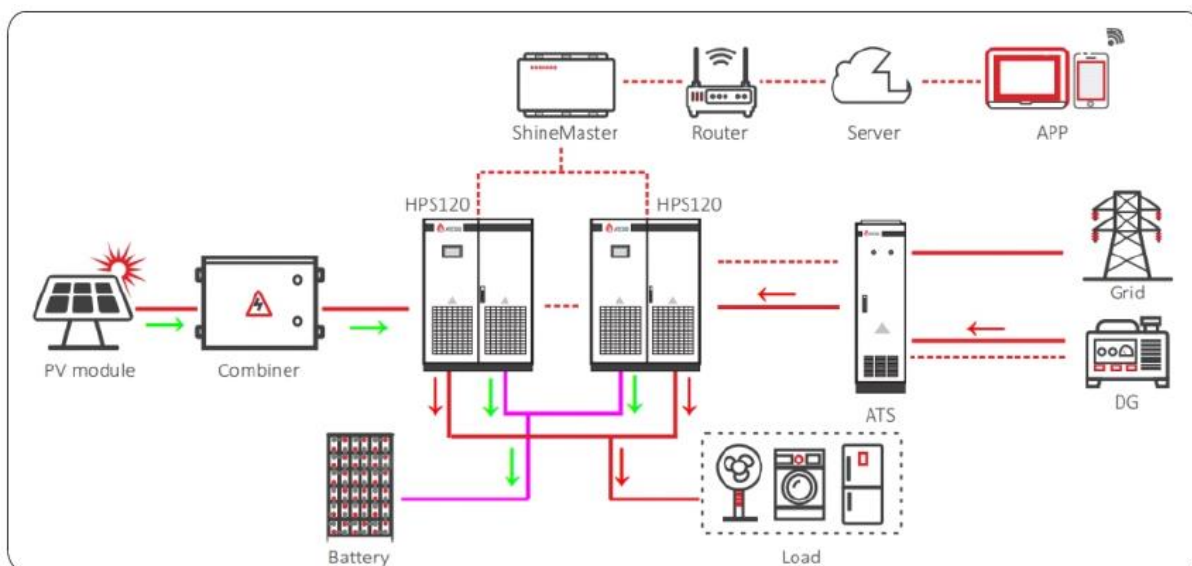 ShineMaster
Router
Server
APP
HPS120
HPS120
PV module
Combiner
Grid
ATS
DG
Battery
Load